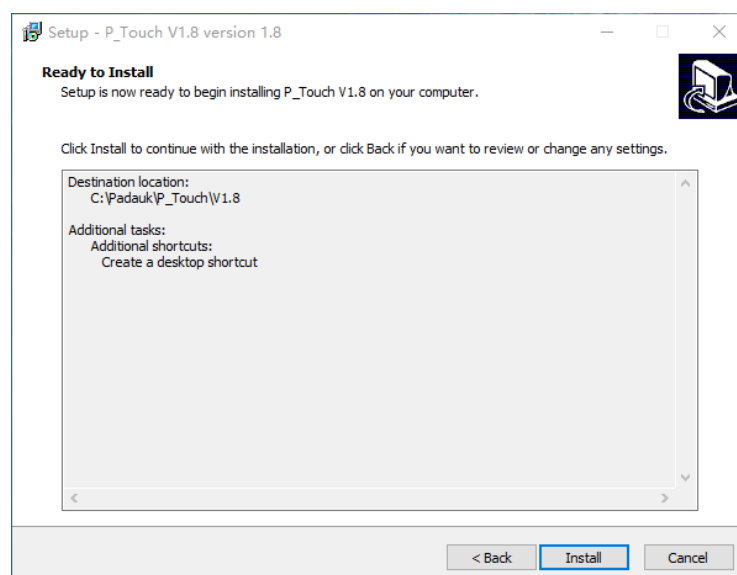 Setup - P_Touch V1.8 version 1.8
Ready to Install
Setup is now ready to begin installing P_Touch V1.8 on your computer.
Click Install to continue with the installation, or click Back if you want to review or change any settings.
Destination location:
C:\Padauk\P_Touch\V1.8
Additional tasks:
Additional shortcuts:
Create a desktop shortcut
< Back
Install
Cancel